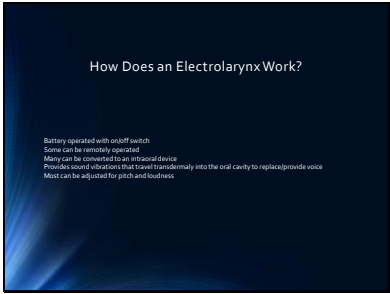 How Does an Electrolarynx Work?
Battery operated with on/off switch
Some can be remotely operated
Many can be converted to an intraoral device
Provides sound vibrations that travel transdermaly into the oral cavity to replace/provide voice
Most can be adjusted for pitch and loudness